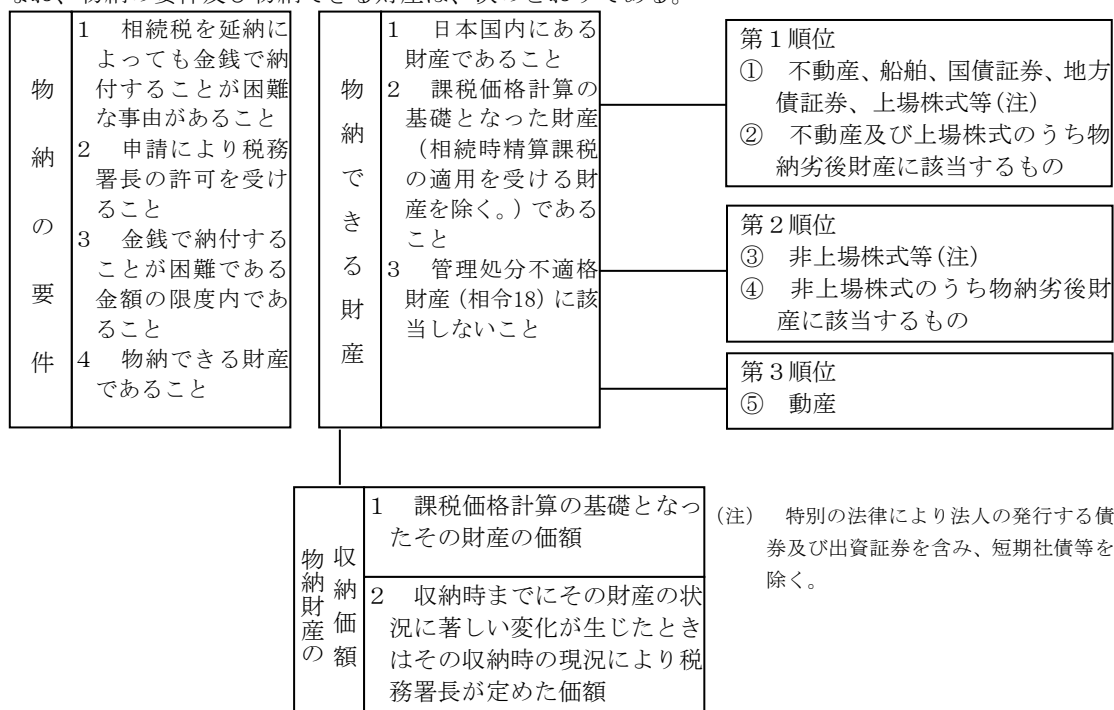 なお、物納の要件及び物納できる財産は、次のとおりである。
物納の要件
1　相続税を延納に
よっても金銭で納
付することが困難
な事由があること
2　申請により税務
署長の許可を受け
ること
3　金銭で納付する
ことが困難である
金額の限度内であ
ること
4　物納できる財産
であること
物納できる財産
1　日本国内にある
財産であること
2　課税価格計算の
基礎となった財産
（相続時精算課税
の適用を受ける財
産を除く。）である
こと
3　管理処分不適格
財産（相令18）に該
当しないこと
第１順位
①　不動産、船舶、国債証券、地方
債証券、上場株式等(注)
②　不動産及び上場株式のうち物
納劣後財産に該当するもの
第２順位
③　非上場株式等(注)
④　非上場株式のうち物納劣後財
産に該当するもの
第３順位
⑤　動産
物納財産の
収納価額
1　課税価格計算の基礎となっ
たその財産の価額
2　収納時までにその財産の状
況に著しい変化が生じたとき
はその収納時の現況により税
務署長が定めた価額
(注)　特別の法律により法人の発行する債
券及び出資証券を含み、短期社債等を
除く。